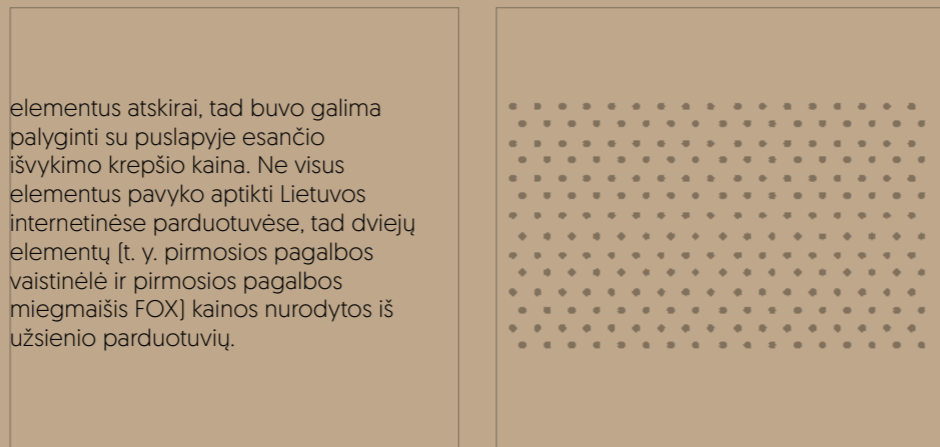 elementus atskirai, tad buvo galima
palyginti su puslapyje esančio
išvykimo krepšio kaina. Ne visus
elementus pavyko aptikti Lietuvos
internetinėse parduotuvėse, tad dviejų
elementų (t. y. pirmosios pagalbos
vaistinėlė ir pirmosios pagalbos
miegmaišis FOX) kainos nurodytos iš
užsienio parduotuvių.